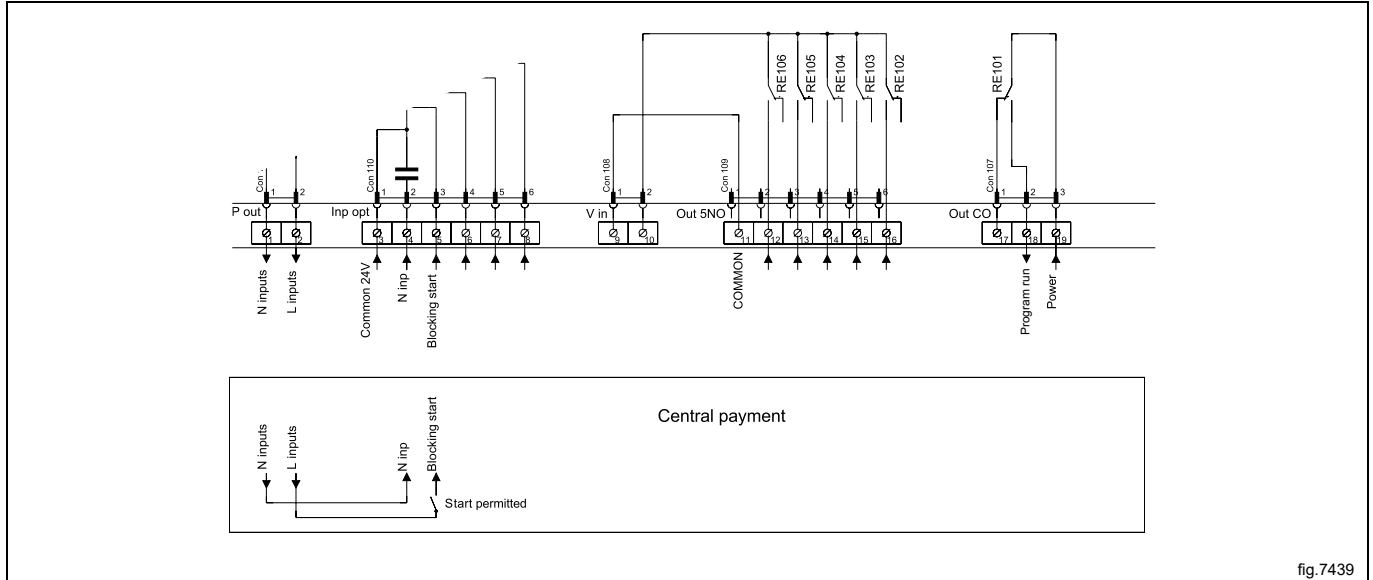 RE106
RE105
RE104
RE103
RE102
RE101
Con
Con 110
Con 108
Con 109
Con 107
1 2
1 2 3 4 5 6
1 2
1 2 3 4 5 6
1 2 3
P out
Inp opt
V in
Out 5NO
Out CO
1 2
3 4 5 6 7 8
9 10
11 12 13 14 15 16
17 18 19
N inputs
L inputs
Common 24V
N inp
Blocking start
COMMON
Program run
Power
Central payment
N inputs
L inputs
N inp
Blocking start
Start permitted
fig.7439